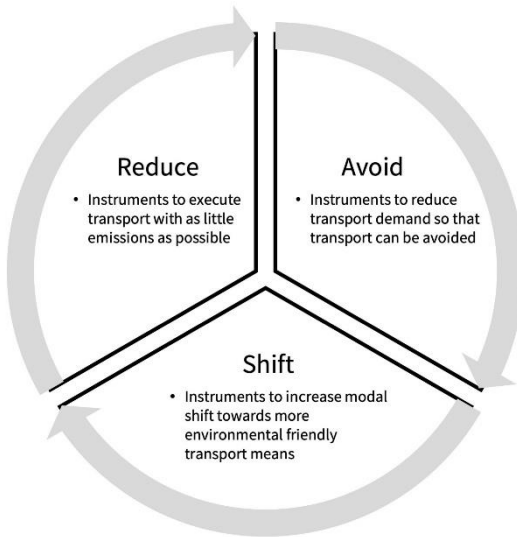 Reduce
• Instruments to execute
transport with as little
emissions as possible
Avoid
• Instruments to reduce
transport demand so that
transport can be avoided
Shift
• Instruments to increase modal
shift towards more
environmental friendly
transport means